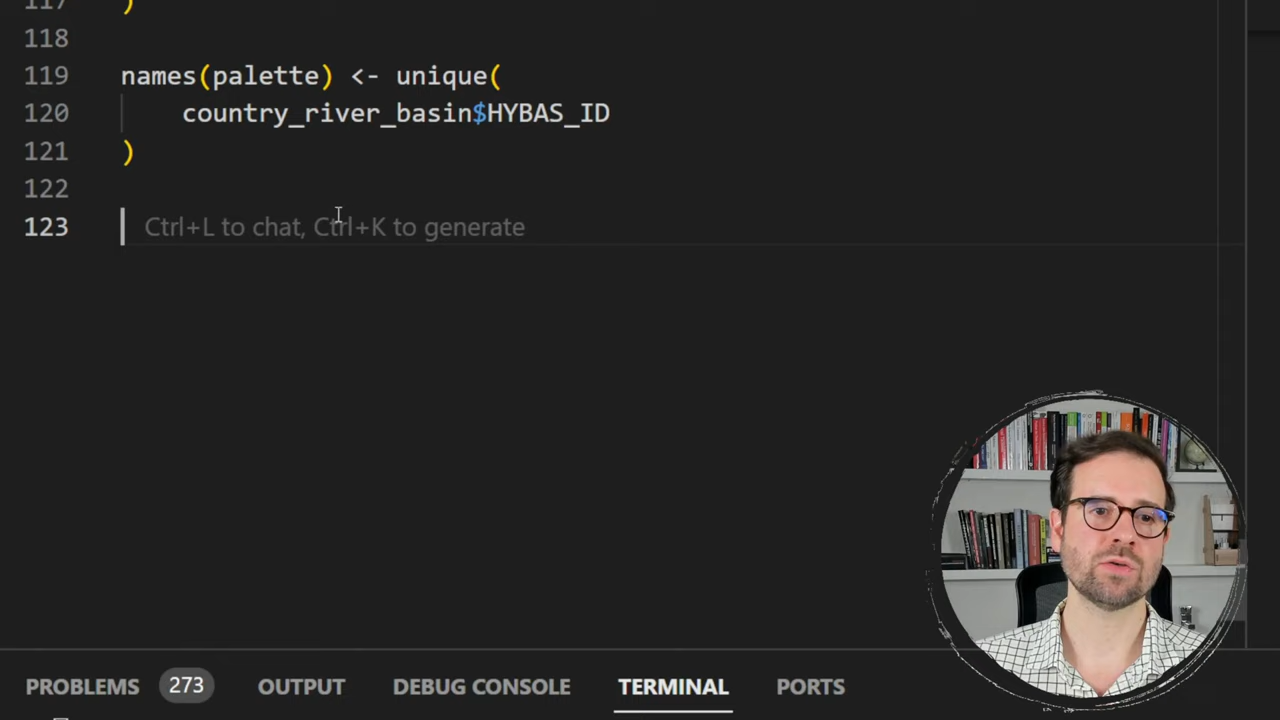 117 )
118
119 names(palette) <- unique(
120 country_river_basin$HYBAS_ID
121 )
122
123 Ctrl+L to chat, Ctrl+K to generate
PROBLEMS 273 OUTPUT DEBUG CONSOLE TERMINAL PORTS